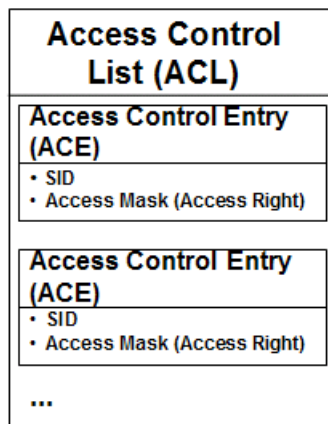 Access Control
List (ACL)
Access Control Entry
(ACE)
• SID
• Access Mask (Access Right)
Access Control Entry
(ACE)
• SID
• Access Mask (Access Right)
...